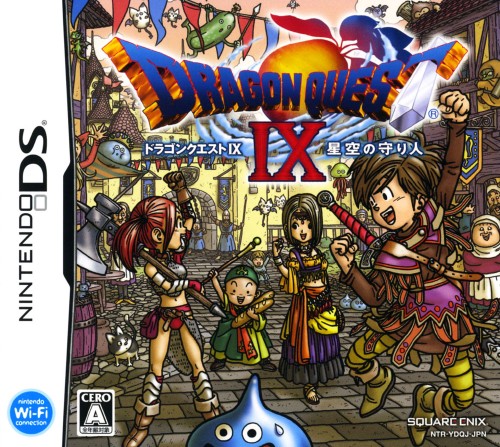 DRAGON QUEST
®
ドラゴンクエストIX IX 星空の守り人
NINTENDO DS
nintendo
Wi-Fi
connection
CERO
A
全年齢対象
SQUARE ENIX
NTR-YDQJ-JPN